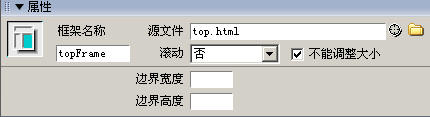 属性
框架名称 源文件 top.html
topFrame 滚动 否 不能调整大小
边界宽度
边界高度